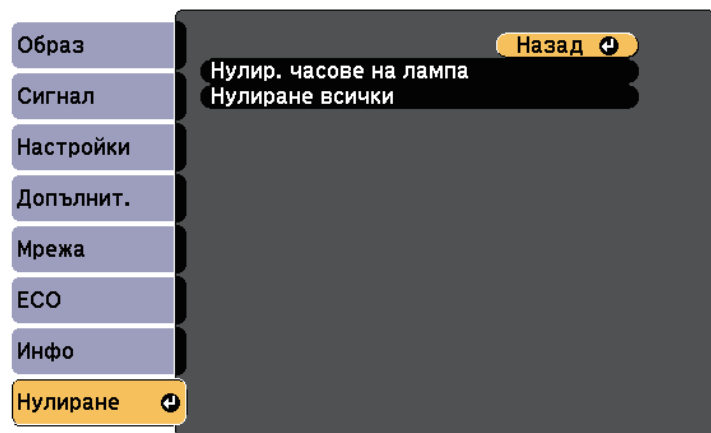 Образ
Сигнал
Настройки
Допълнит.
Мрежа
ECO
Инфо
Нулиране
Назад
Нулир. часове на лампа
Нулиране всички